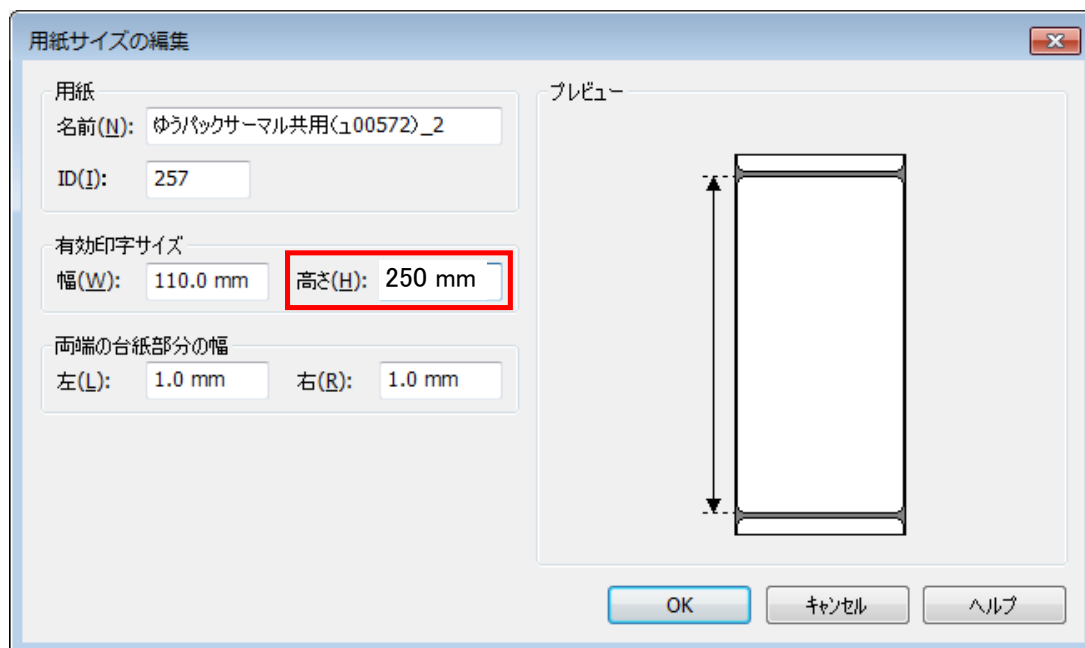 用紙サイズの編集
用紙
名前(N): ゆうパックサーマル共用(ュ00572)_2
ID(I): 257
有効印字サイズ
幅(W): 110.0 mm 高さ(H): 250 mm
両端の台紙部分の幅
左(L): 1.0 mm 右(R): 1.0 mm
プレビュー
OK キャンセル ヘルプ